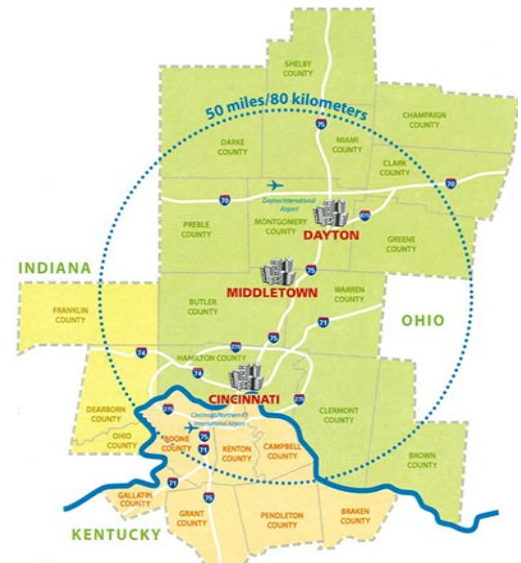 SHELBY
COUNTY
50 miles/80 kilometers
75
CHAMPAIGN
COUNTY
DARKE
COUNTY
MIAMI
COUNTY
CLARK
COUNTY
70
70
Dayton International
Airport
675
PREBLE
COUNTY
MONTGOMERY
COUNTY
DAYTON
GREENE
COUNTY
INDIANA
75
MIDDLETOWN
FRANKLIN
COUNTY
BUTLER
COUNTY
WARREN
COUNTY
OHIO
71
75
275
74
HAMILTON COUNTY
74
CINCINNATI
275
DEARBORN
COUNTY
275
Cincinnati/Northern KY
International Airport
CLERMONT
COUNTY
OHIO
COUNTY
BOONE
COUNTY
75
71
KENTON
COUNTY
CAMPBELL
COUNTY
BROWN
COUNTY
71
GALLATIN
COUNTY
75
GRANT
COUNTY
PENDLETON
COUNTY
BRAKEN
COUNTY
KENTUCKY